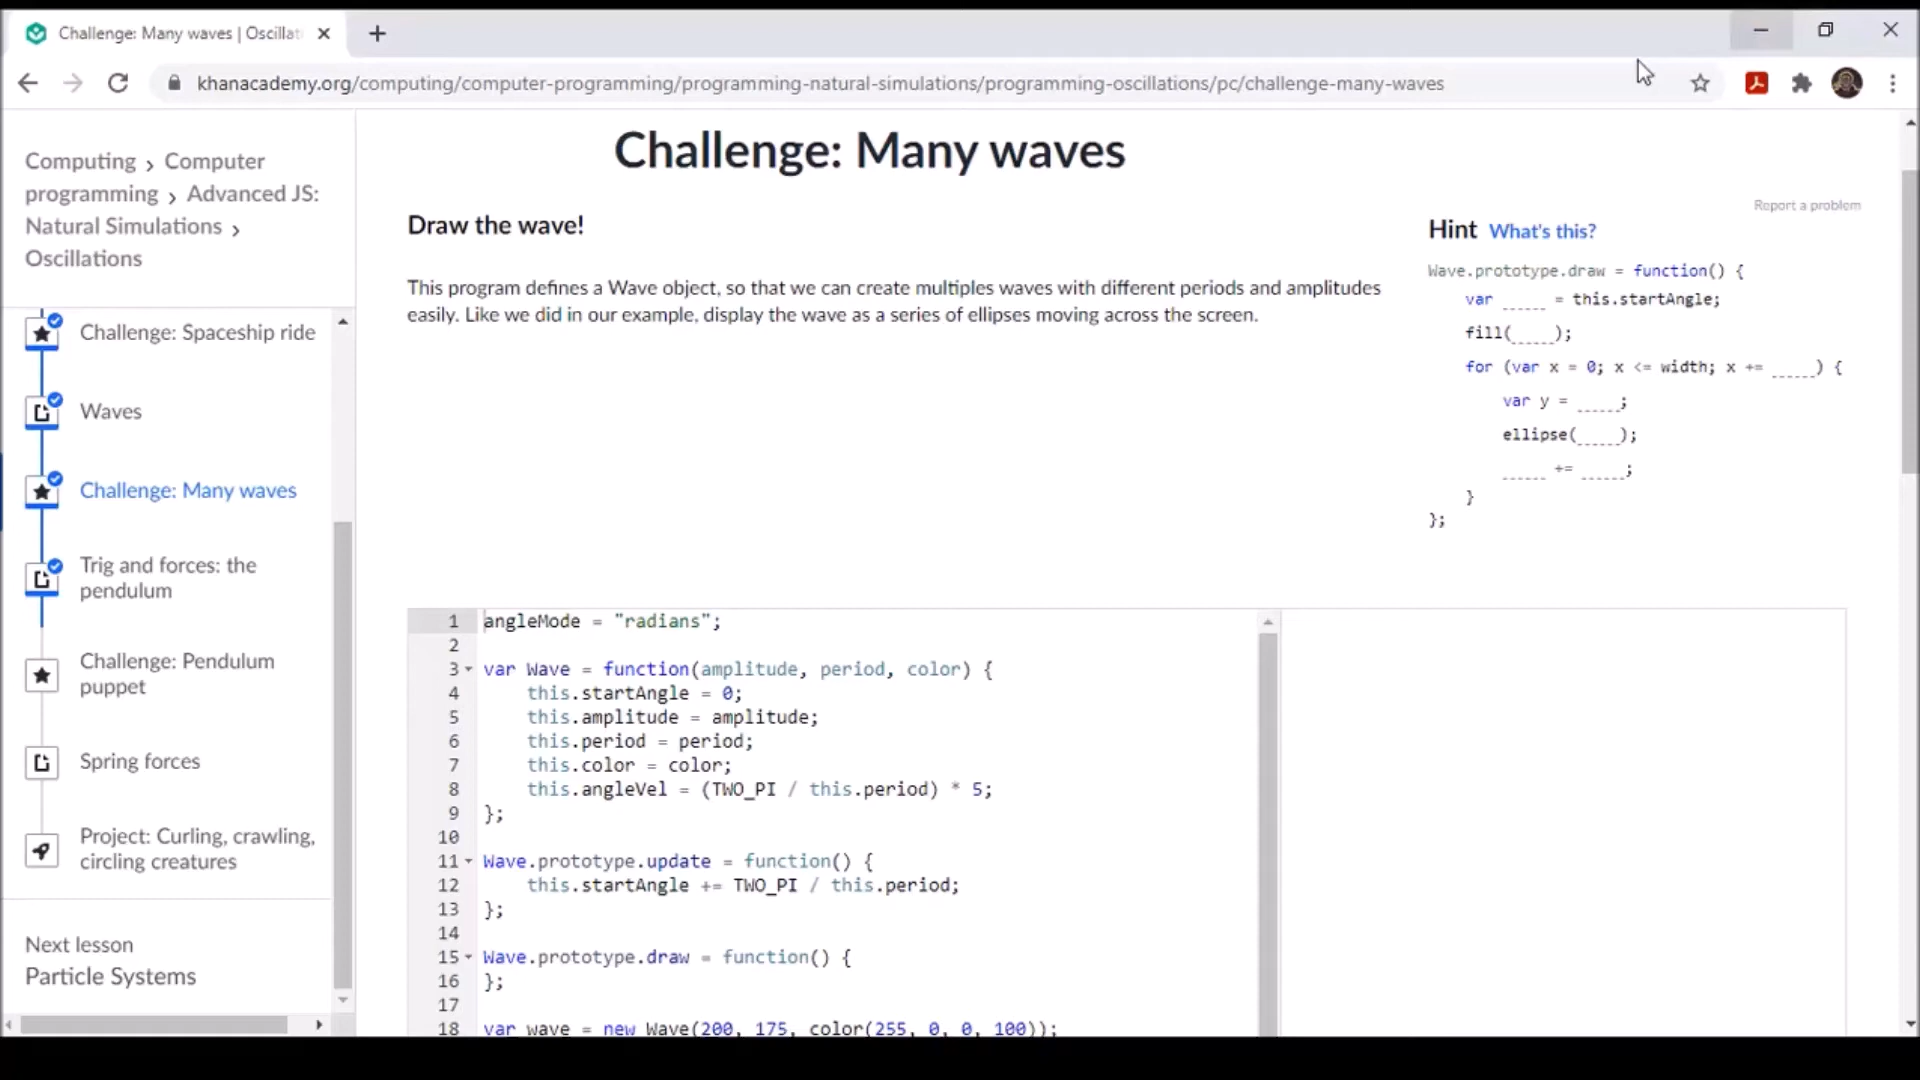 Challenge: Many waves | Oscillat
khanacademy.org/computing/computer-programming/programming-natural-simulations/programming-oscillations/pc/challenge-many-waves
Computing › Computer
programming › Advanced JS:
Natural Simulations ›
Oscillations
Challenge: Spaceship ride
Waves
Challenge: Many waves
Trig and forces: the
pendulum
Challenge: Pendulum
puppet
Spring forces
Project: Curling, crawling,
circling creatures
Next lesson
Particle Systems
Challenge: Many waves
Report a problem
Draw the wave!
This program defines a Wave object, so that we can create multiples waves with different periods and amplitudes
easily. Like we did in our example, display the wave as a series of ellipses moving across the screen.
Hint What's this?
Wave.prototype.draw = function() {
var _____ = this.startAngle;
fill(_____);
for (var x = 0; x <= width; x += _____) {
var y = _____;
ellipse(_____);
_____ += _____;
}
};
1 angleMode = "radians";
2
3 var Wave = function(amplitude, period, color) {
4 this.startAngle = 0;
5 this.amplitude = amplitude;
6 this.period = period;
7 this.color = color;
8 this.angleVel = (TWO_PI / this.period) * 5;
9 };
10
11 Wave.prototype.update = function() {
12 this.startAngle += TWO_PI / this.period;
13 };
14
15 Wave.prototype.draw = function() {
16 };
17
18 var wave = new Wave(200, 175, color(255, 0, 0, 100));